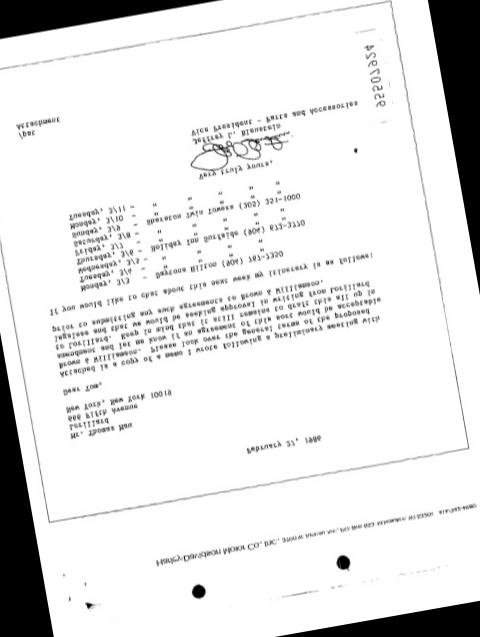 Harley-Davidson Motor Co., Inc.,
February 27, 1986
Mr. Thomas Mau
Lorillard
666 Fifth Avenue
New York, New York 10019
Dear Tom,
Attached is a copy of a memo I wrote following a preliminary meeting with
Brown & Williamson. Please look over the general terms of the proposed
amendment and let me know if an agreement of this sort would be acceptable
to Lorillard. Keep in mind that it still remains to draft this all up in
legalese and that we would be seeking approval in writing from Lorillard
prior to submitting any such agreements to Brown & Williamson.
If you would like to chat about this next week my itinerary is as follows:
Monday, 3/3 - Daytona Hilton (904) 767-7350
Tuesday, 3/4 - " " "
Wednesday, 3/5 - " " "
Thursday, 3/6 - Holiday Inn Surfside (904) 672-3770
Friday, 3/7 - " " "
Saturday, 3/8 - " " "
Sunday, 3/9 - Sheraton Twin Towers (305) 351-1000
Monday, 3/10 - " " "
Tuesday, 3/11 - " " "
Very truly yours,
Jeffrey L. Bleustein
Vice President - Parts and Accessories
/pat
Attachment
95507624